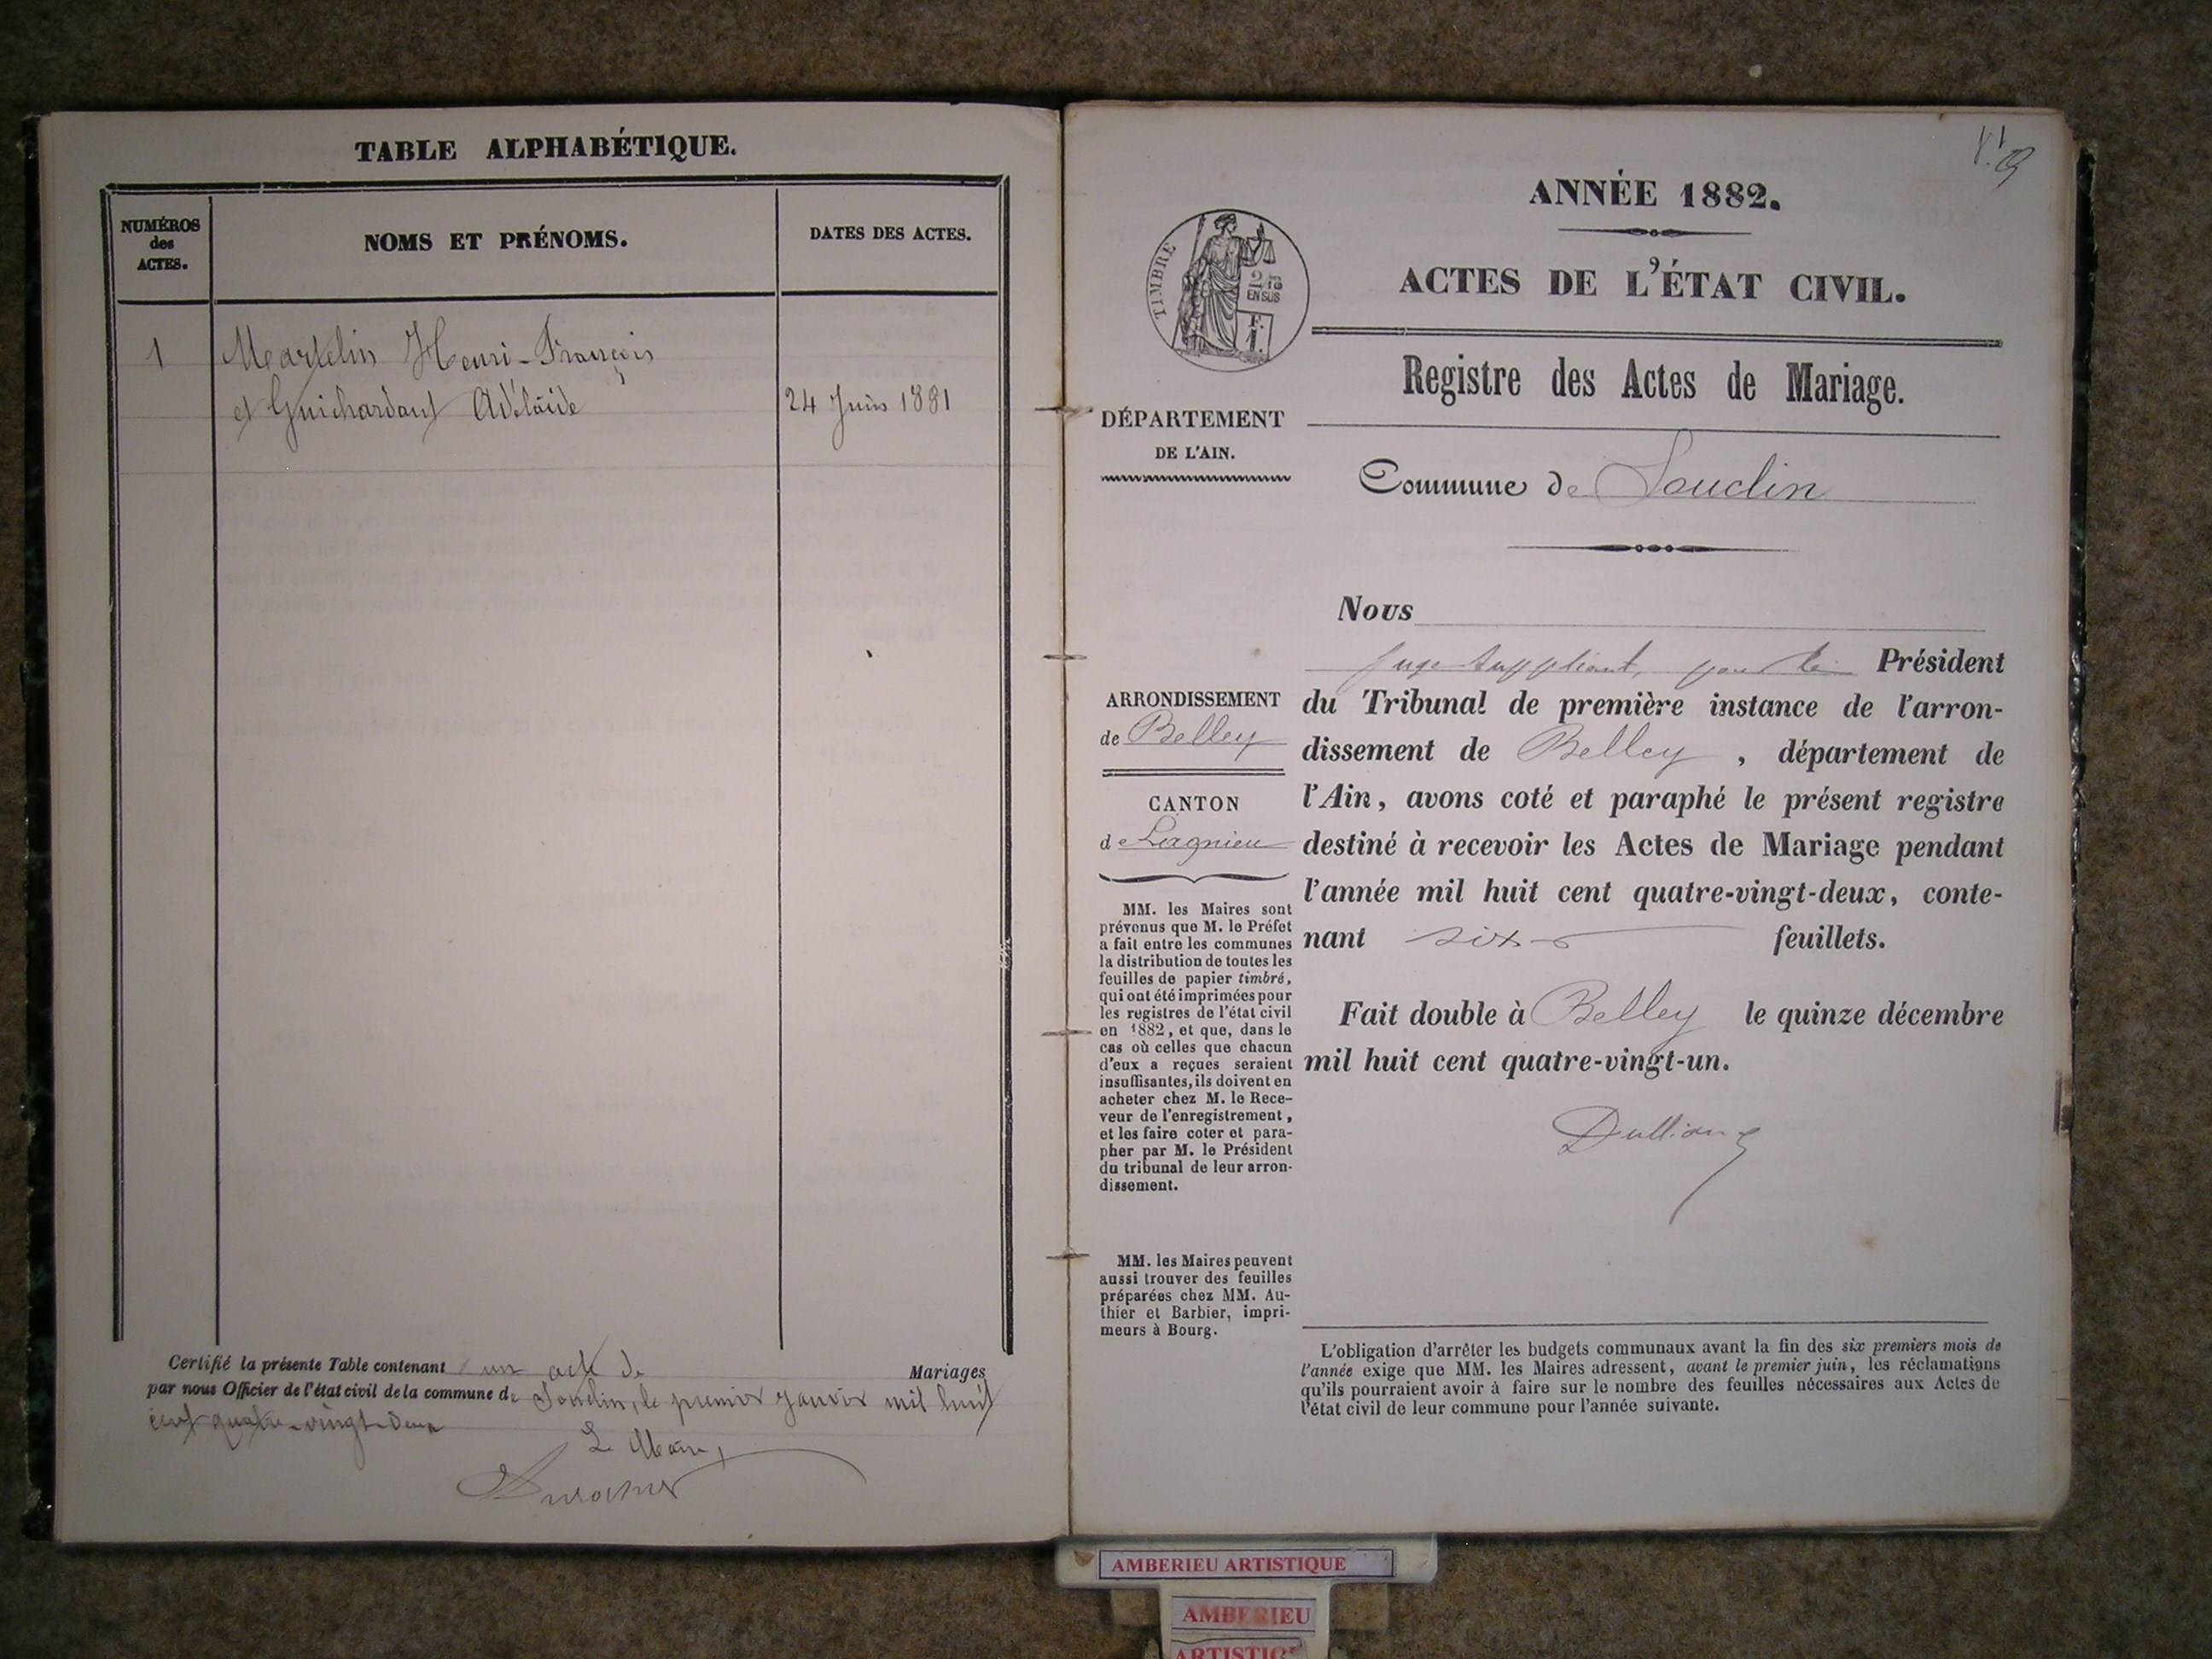 TABLE ALPHABÉTIQUE.
NUMÉROS
des
ACTES.
NOMS ET PRÉNOMS.
DATES DES ACTES.
1
Martelin Henri-François
et Guichardant Adélaïde
24 Juin 1881
Certifié la présente Table contenant un acte de Mariages
par nous Officier de l'état civil de la commune de Souclin, le premier janvier mil huit
cent quatre-vingt-deux
Le Maire,
ANNÉE 1882.
TIMBRE
2/10
EN SUS
F.
1.
ACTES DE L'ÉTAT CIVIL.
Registre des Actes de Mariage.
DÉPARTEMENT
DE L'AIN.
Commune de Souclin
ARRONDISSEMENT
de Belley
CANTON
de Lagnieu
MM. les Maires sont
prévenus que M. le Préfet
a fait entre les communes
la distribution de toutes les
feuilles de papier timbré,
qui ont été imprimées pour
les registres de l'état civil
en 1882, et que, dans le
cas où celles que chacun
d'eux a reçues seraient
insuffisantes, ils doivent en
acheter chez M. le Rece-
veur de l'enregistrement,
et les faire coter et para-
pher par M. le Président
du tribunal de leur arron-
dissement.
MM. les Maires peuvent
aussi trouver des feuilles
préparées chez MM. Au-
thier et Barbier, impri-
meurs à Bourg.
Nous
Juge suppléant, pour le Président
du Tribunal de première instance de l'arron-
dissement de Belley, département de
l'Ain, avons coté et paraphé le présent registre
destiné à recevoir les Actes de Mariage pendant
l'année mil huit cent quatre-vingt-deux, conte-
nant six feuillets.
Fait double à Belley le quinze décembre
mil huit cent quatre-vingt-un.
L'obligation d'arrêter les budgets communaux avant la fin des six premiers mois de
l'année exige que MM. les Maires adressent, avant le premier juin, les réclamations
qu'ils pourraient avoir à faire sur le nombre des feuilles nécessaires aux Actes de
l'état civil de leur commune pour l'année suivante.
AMBERIEU ARTISTIQUE
AMBERIEU
ARTISTIQUE